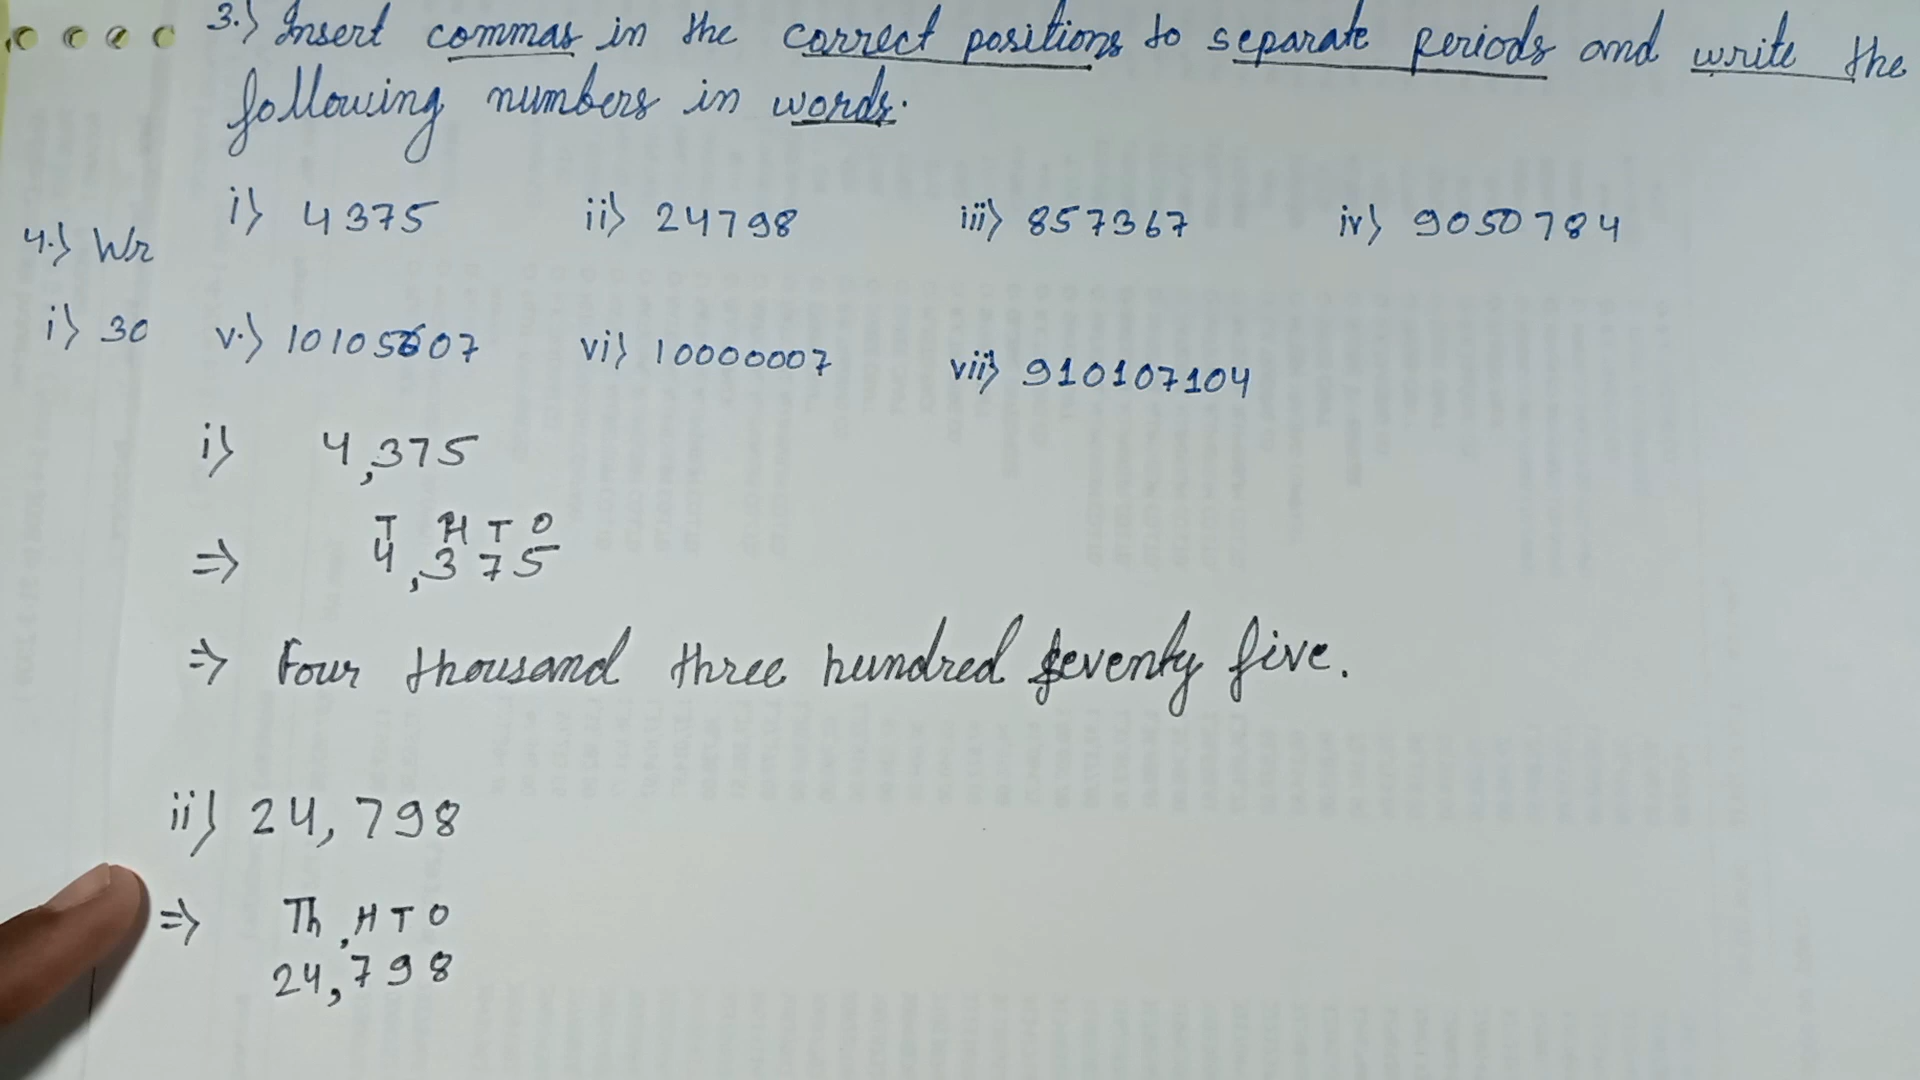 3.) Insert commas in the correct positions to separate periods and write the
following numbers in words.
i) 4375 ii) 24798 iii) 857367 iv) 9050784
4.) Wr
i) 30
v.) 10105607 vi) 10000007 vii) 910107104
i) 4,375
T H T O
⇒ 4,375
⇒ Four thousand three hundred seventy five.
ii) 24,798
⇒ Th, H T O
24,798